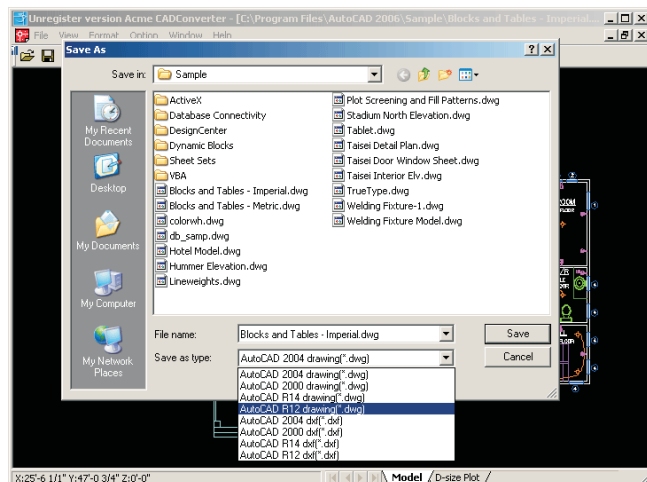 Unregister version Acme CADConverter - [C:\Program Files\AutoCAD 2006\Sample\Blocks and Tables - Imperial....
File View Format Option Window Help
Save As
Save in:
Sample
My Recent Documents
Desktop
My Documents
My Computer
My Network Places
ActiveX
Database Connectivity
DesignCenter
Dynamic Blocks
Sheet Sets
VBA
Blocks and Tables - Imperial.dwg
Blocks and Tables - Metric.dwg
colorwh.dwg
db_samp.dwg
Hotel Model.dwg
Hummer Elevation.dwg
Lineweights.dwg
Plot Screening and Fill Patterns.dwg
Stadium North Elevation.dwg
Tablet.dwg
Taisei Detail Plan.dwg
Taisei Door Window Sheet.dwg
Taisei Interior Elv.dwg
TrueType.dwg
Welding Fixture-1.dwg
Welding Fixture Model.dwg
File name:
Blocks and Tables - Imperial.dwg
Save
Save as type:
AutoCAD 2004 drawing(*.dwg)
Cancel
AutoCAD 2004 drawing(*.dwg)
AutoCAD 2000 drawing(*.dwg)
AutoCAD R14 drawing(*.dwg)
AutoCAD R12 drawing(*.dwg)
AutoCAD 2004 dxf(*.dxf)
AutoCAD 2000 dxf(*.dxf)
AutoCAD R14 dxf(*.dxf)
AutoCAD R12 dxf(*.dxf)
X:25'-6 1/1" Y:47'-0 3/4" Z:0'-0"
Model
D-size Plot